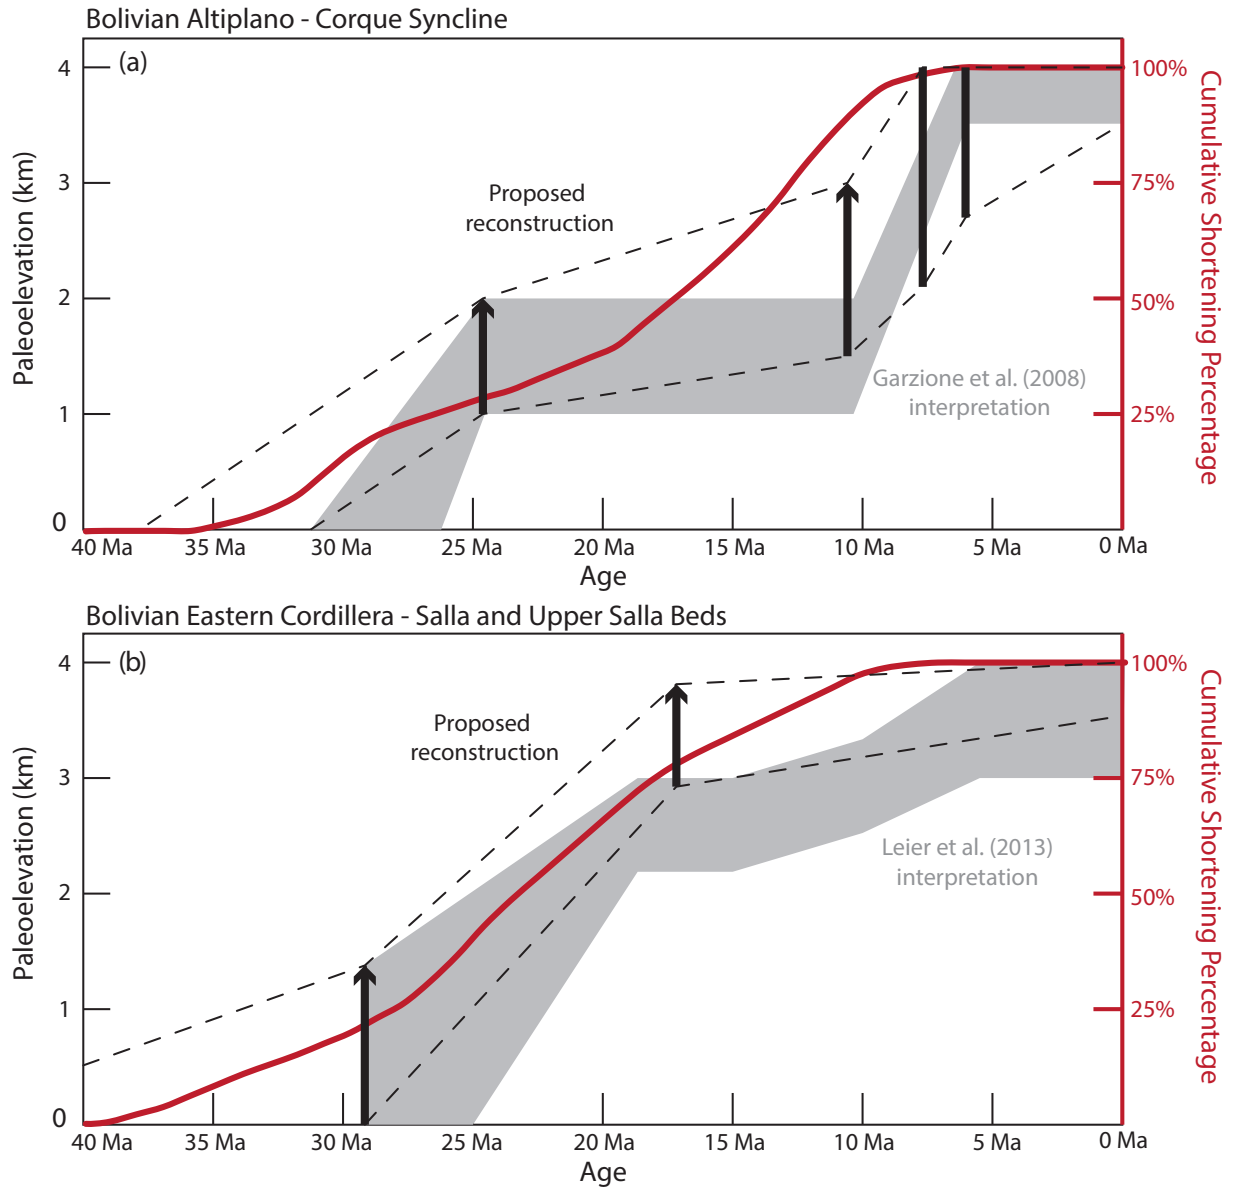 Bolivian Altiplano - Corque Syncline
(a)
4
3
2
1
0
Paleoelevation (km)
Proposed
reconstruction
Garzione et al. (2008)
interpretation
100%
75%
50%
25%
Cumulative Shortening Percentage
40 Ma
35 Ma
30 Ma
25 Ma
20 Ma
15 Ma
10 Ma
5 Ma
0 Ma
Age
Bolivian Eastern Cordillera - Salla and Upper Salla Beds
(b)
4
3
2
1
0
Paleoelevation (km)
Proposed
reconstruction
Leier et al. (2013)
interpretation
100%
75%
50%
25%
Cumulative Shortening Percentage
40 Ma
35 Ma
30 Ma
25 Ma
20 Ma
15 Ma
10 Ma
5 Ma
0 Ma
Age